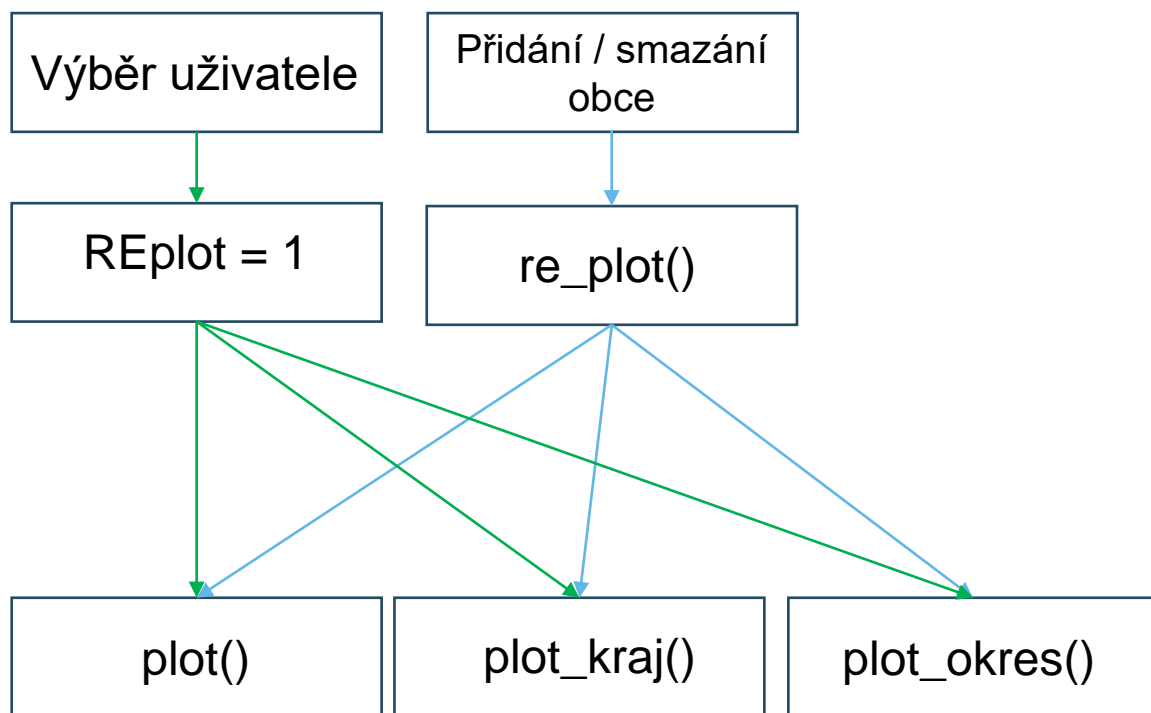 Výběr uživatele
Přidání / smazání
obce
REplot = 1
re_plot()
plot()
plot_kraj()
plot_okres()